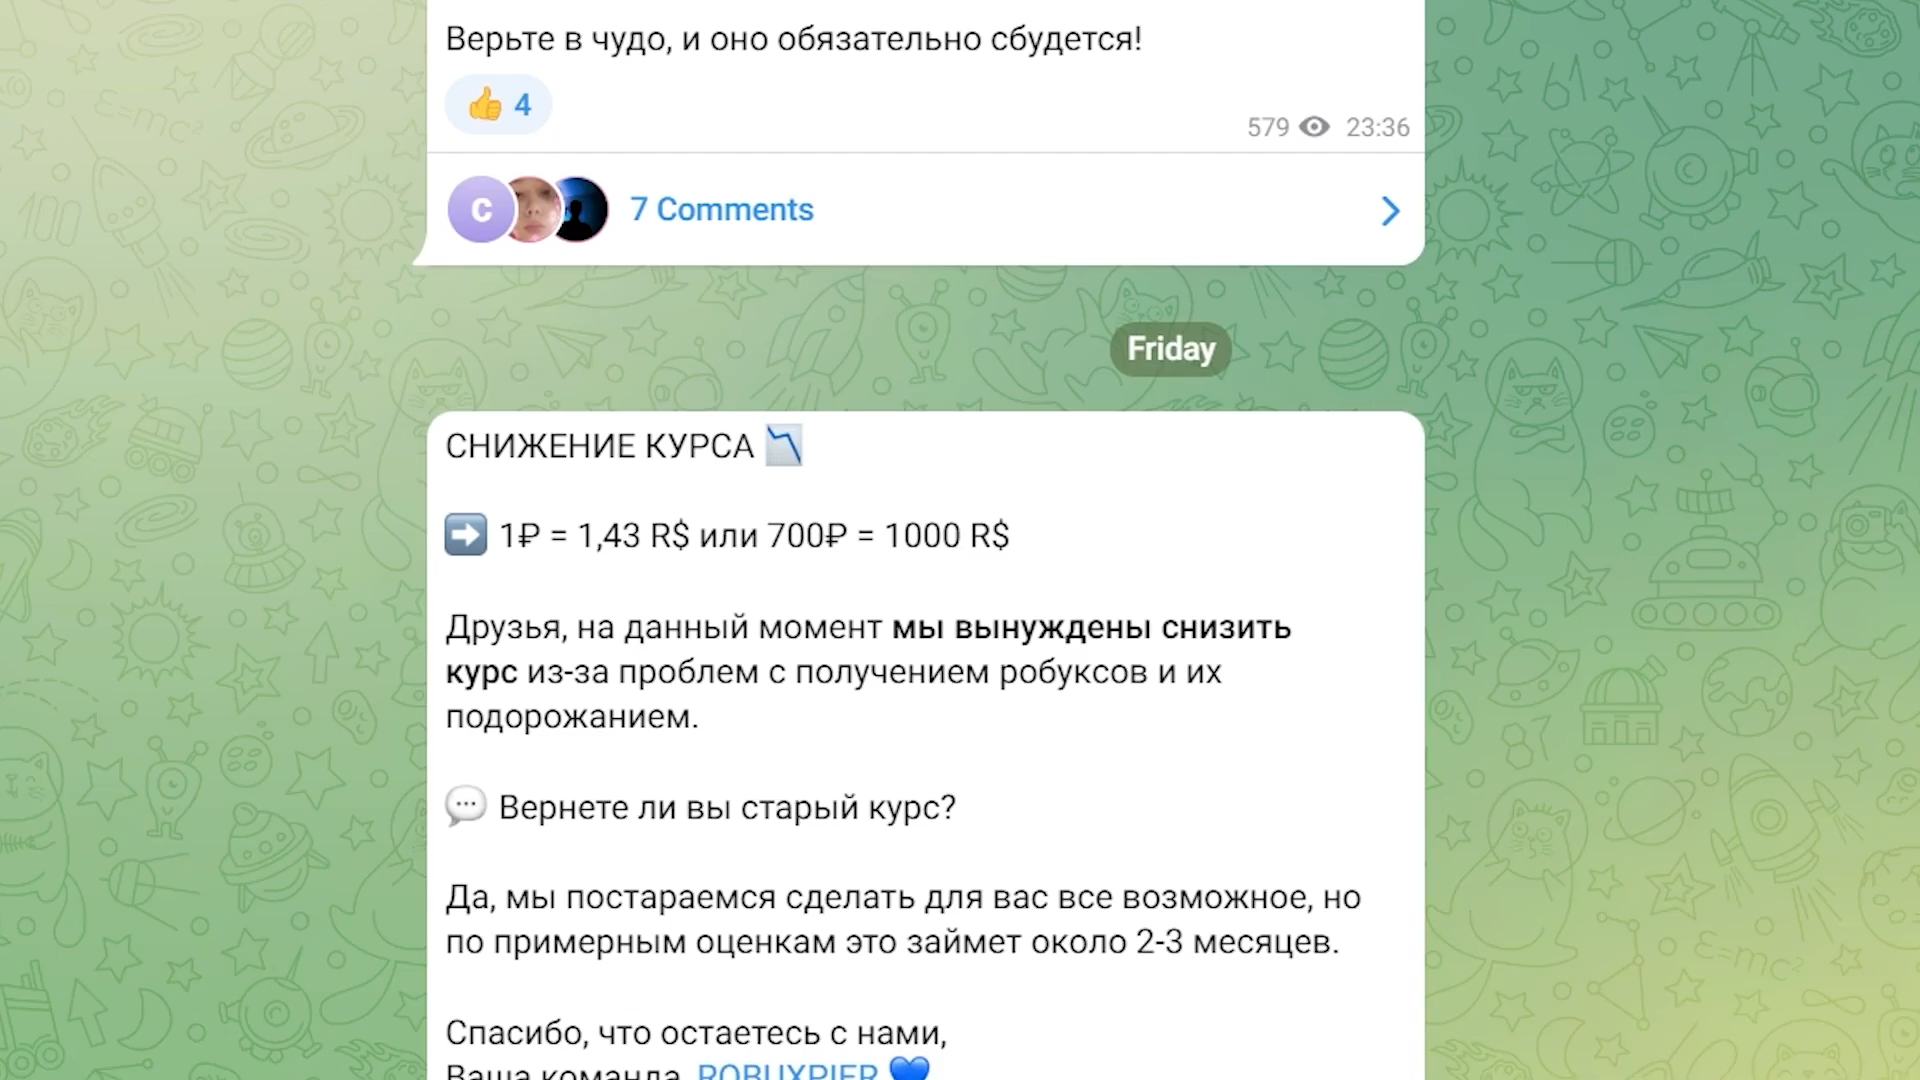 Верьте в чудо, и оно обязательно сбудется!
👍 4
579 23:36
C
7 Comments
Friday
СНИЖЕНИЕ КУРСА 📉
➡️ 1₽ = 1,43 R$ или 700₽ = 1000 R$
Друзья, на данный момент мы вынуждены снизить
курс из-за проблем с получением робуксов и их
подорожанием.
💬 Вернете ли вы старый курс?
Да, мы постараемся сделать для вас все возможное, но
по примерным оценкам это займет около 2-3 месяцев.
Спасибо, что остаетесь с нами,
Ваша команда ROBUXPIER 💙